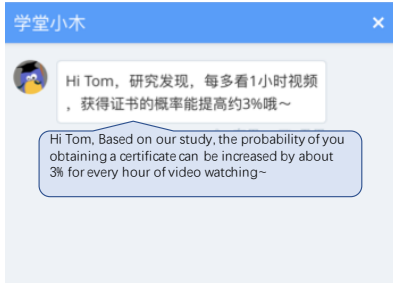 学堂小木
×
Hi Tom，研究发现，每多看1小时视频
，获得证书的概率能提高约3%哦～
Hi Tom, Based on our study, the probability of you
obtaining a certificate can be increased by about
3% for every hour of video watching~